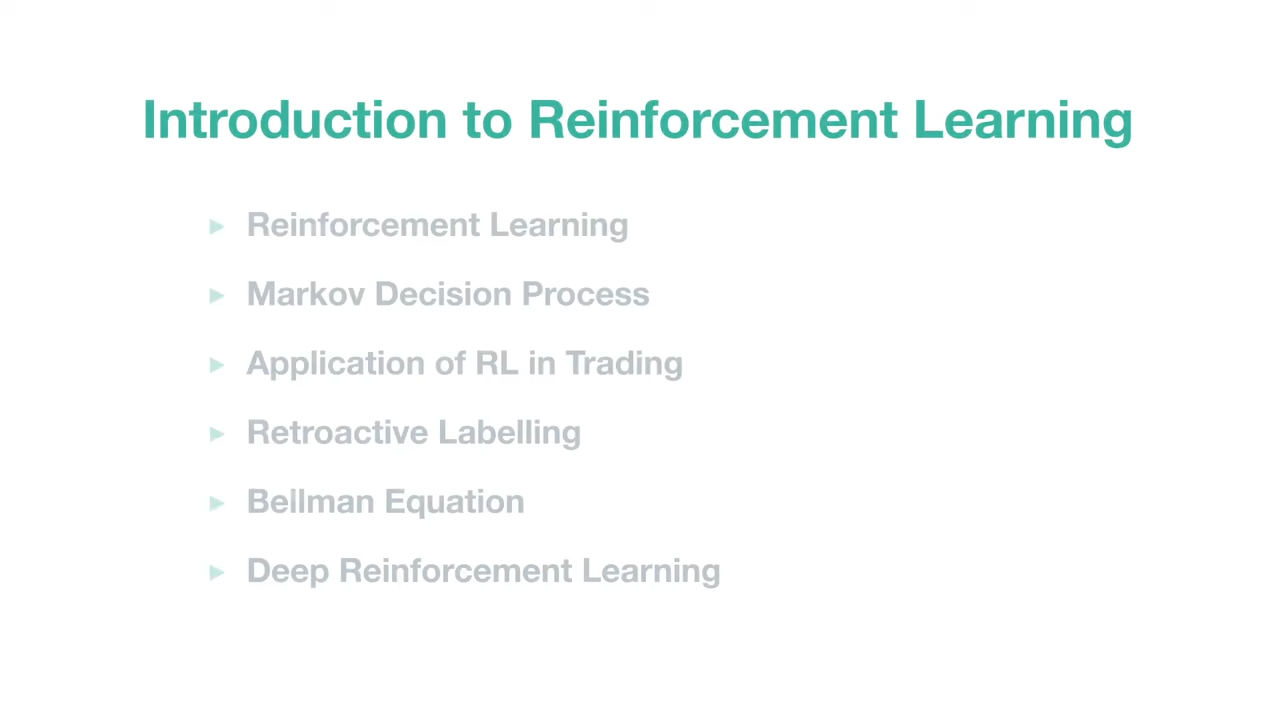 Introduction to Reinforcement Learning
► Reinforcement Learning
► Markov Decision Process
► Application of RL in Trading
► Retroactive Labelling
► Bellman Equation
► Deep Reinforcement Learning